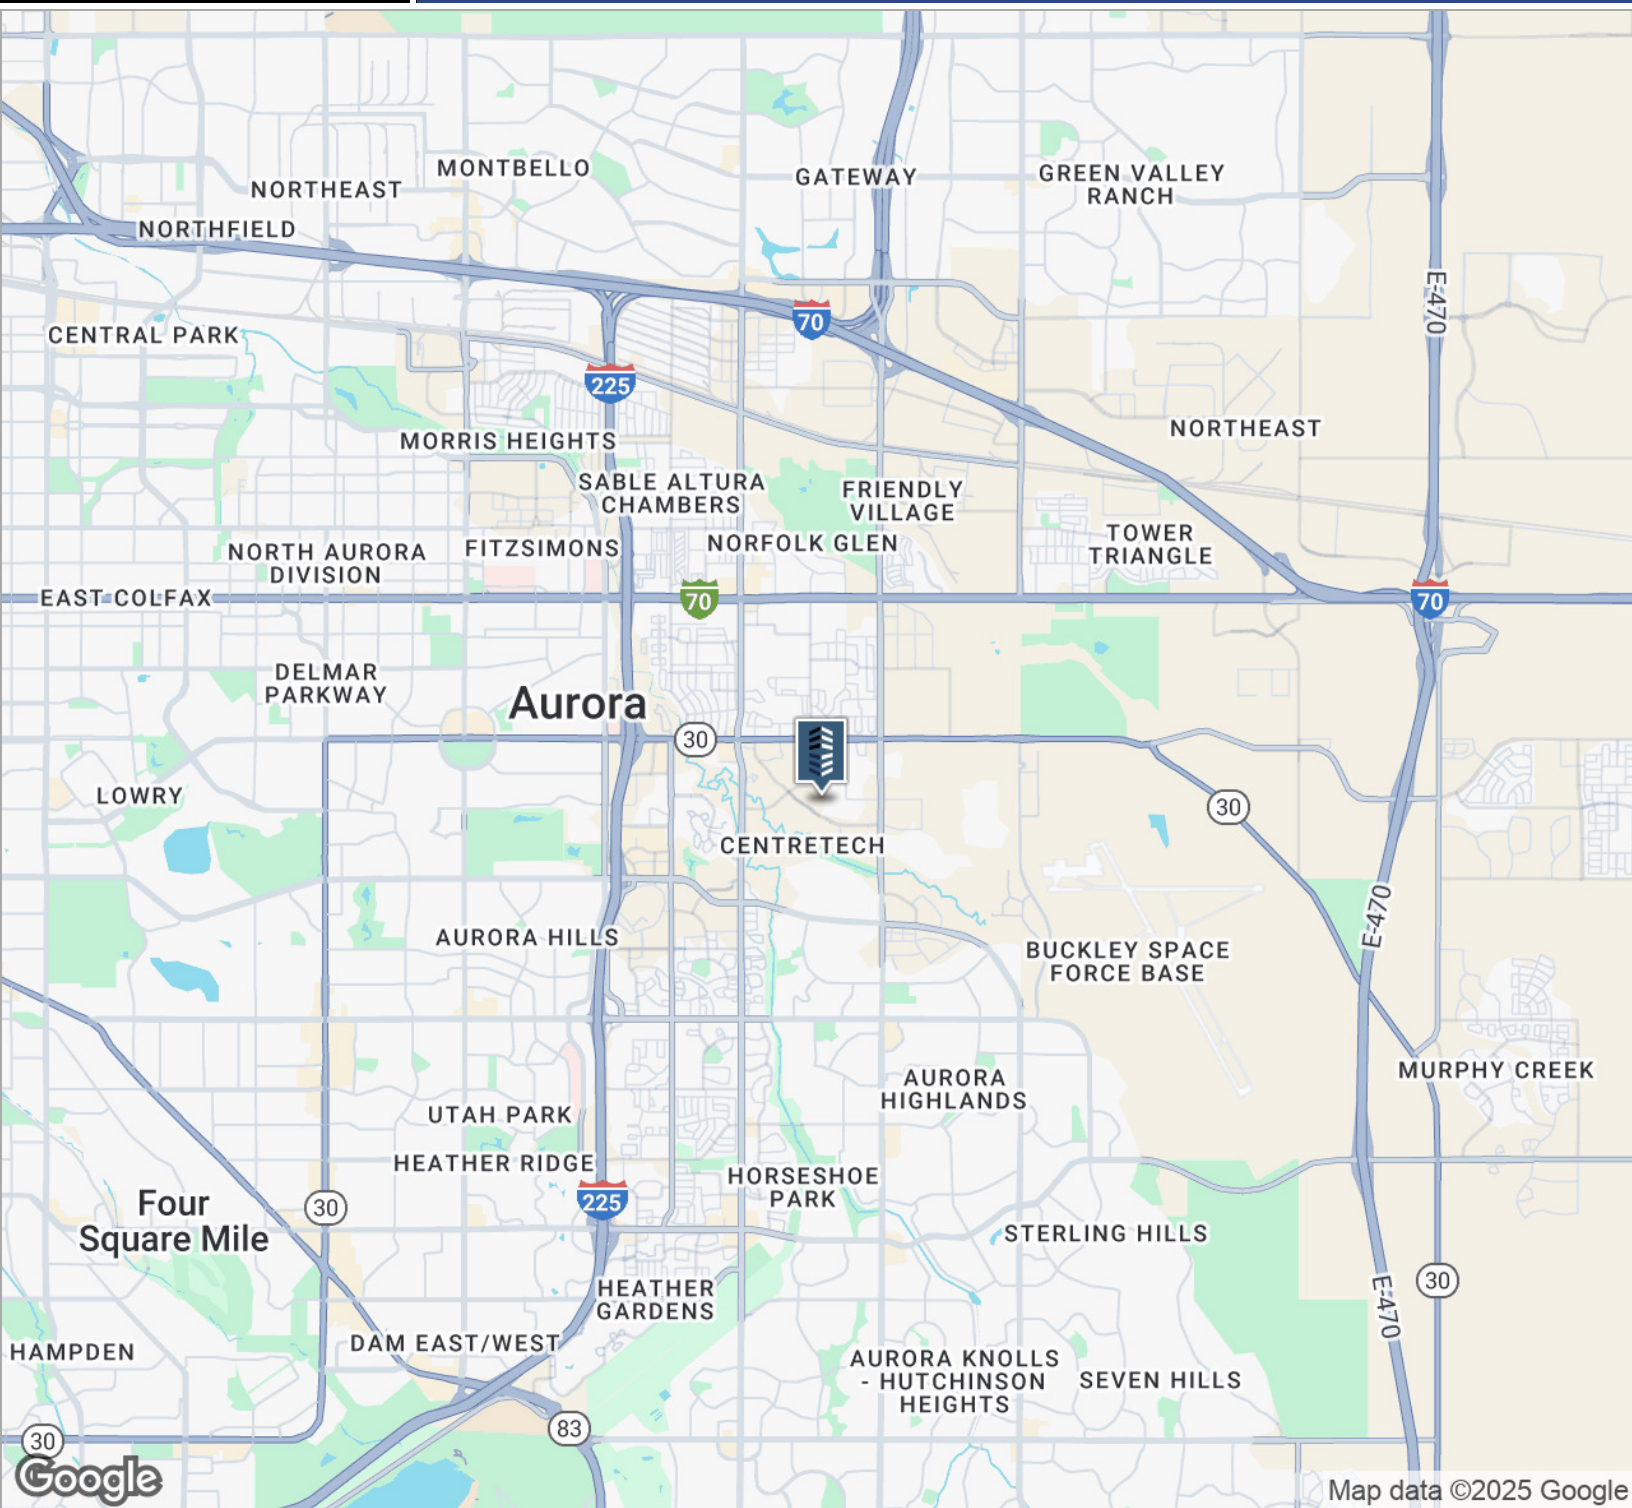 MONTBELLO
GATEWAY
GREEN VALLEY
RANCH
NORTHEAST
NORTHFIELD
E-470
70
CENTRAL PARK
225
NORTHEAST
MORRIS HEIGHTS
SABLE ALTURA
CHAMBERS
FRIENDLY
VILLAGE
NORTH AURORA
DIVISION
FITZSIMONS
NORFOLK GLEN
TOWER
TRIANGLE
EAST COLFAX
70
70
DELMAR
PARKWAY
Aurora
30
LOWRY
30
CENTRETECH
E-470
AURORA HILLS
BUCKLEY SPACE
FORCE BASE
MURPHY CREEK
AURORA
HIGHLANDS
UTAH PARK
HEATHER RIDGE
HORSESHOE
PARK
225
Four
Square Mile
30
STERLING HILLS
30
HEATHER
GARDENS
E-470
DAM EAST/WEST
HAMPDEN
AURORA KNOLLS
- HUTCHINSON
HEIGHTS
SEVEN HILLS
83
30
Google
Map data ©2025 Google